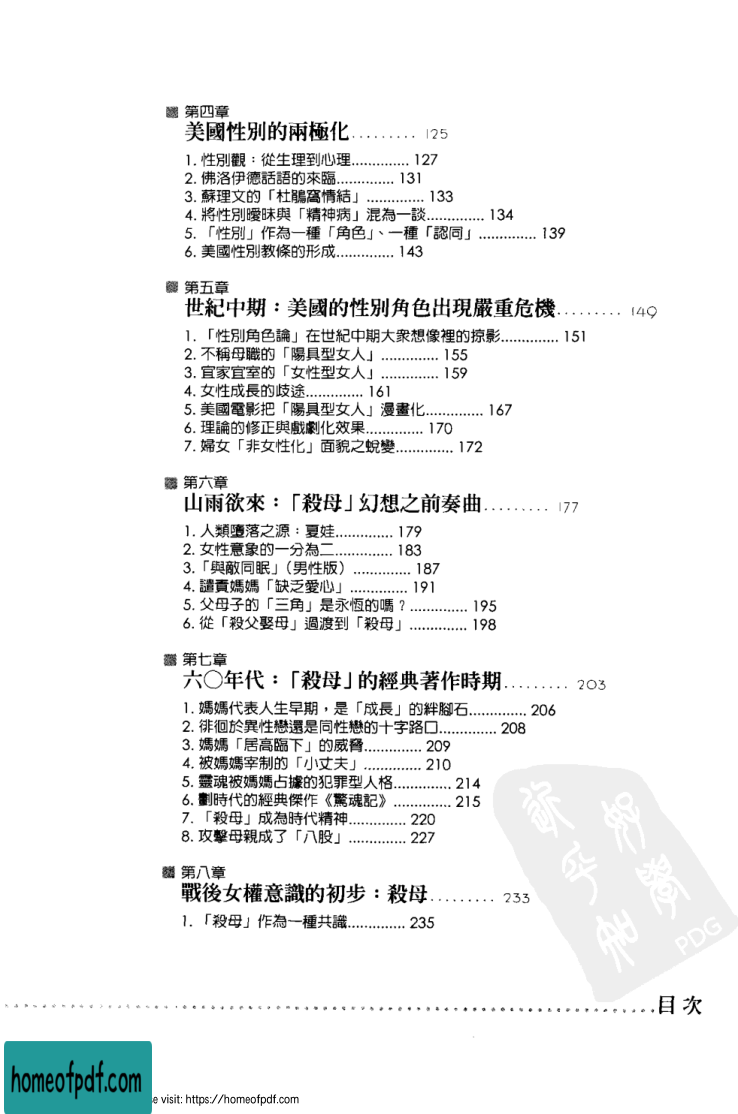 第四章
美國性別的兩極化......... 125
1. 性別觀：從生理到心理.............. 127
2. 佛洛伊德話語的來臨.............. 131
3. 蘇理文的「杜鵑窩情結」.............. 133
4. 將性別曖昧與「精神病」混為一談.............. 134
5. 「性別」作為一種「角色」、一種「認同」.............. 139
6. 美國性別教條的形成.............. 143
第五章
世紀中期：美國的性別角色出現嚴重危機......... 149
1. 「性別角色論」在世紀中期大眾想像裡的掠影.............. 151
2. 不稱母職的「陽具型女人」.............. 155
3. 宜家宜室的「女性型女人」.............. 159
4. 女性成長的歧途.............. 161
5. 美國電影把「陽具型女人」漫畫化.............. 167
6. 理論的修正與戲劇化效果.............. 170
7. 婦女「非女性化」面貌之蛻變.............. 172
第六章
山雨欲來：「殺母」幻想之前奏曲......... 177
1. 人類墮落之源：夏娃.............. 179
2. 女性意象的一分為二.............. 183
3.「與敵同眠」(男性版) .............. 187
4. 譴責媽媽「缺乏愛心」.............. 191
5. 父母子的「三角」是永恆的嗎？.............. 195
6. 從「殺父娶母」過渡到「殺母」.............. 198
第七章
六〇年代：「殺母」的經典著作時期......... 203
1. 媽媽代表人生早期，是「成長」的絆腳石.............. 206
2. 徘徊於異性戀還是同性戀的十字路口.............. 208
3. 媽媽「居高臨下」的威脅.............. 209
4. 被媽媽宰制的「小丈夫」.............. 210
5. 靈魂被媽媽占據的犯罪型人格.............. 214
6. 劃時代的經典傑作《驚魂記》.............. 215
7. 「殺母」成為時代精神.............. 220
8. 攻擊母親成了「八股」.............. 227
第八章
戰後女權意識的初步：殺母......... 233
1. 「殺母」作為一種共識.............. 235
PDG
目次
homeofpdf.com
e visit: https://homeofpdf.com